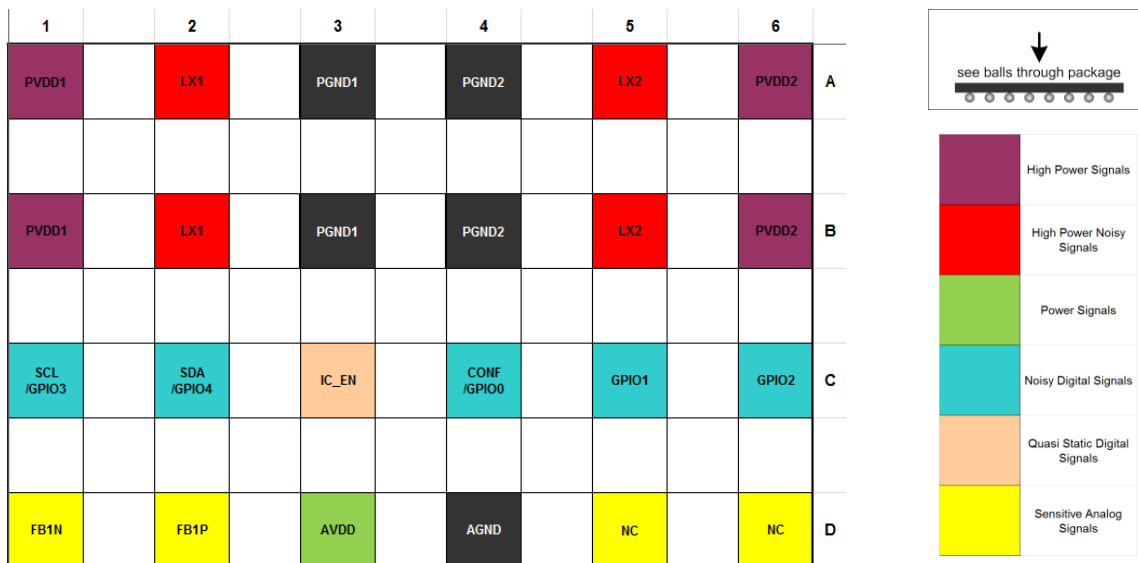 1 2 3 4 5 6
PVDD1 LX1 PGND1 PGND2 LX2 PVDD2 A
PVDD1 LX1 PGND1 PGND2 LX2 PVDD2 B
SCL SDA IC_EN CONF GPIO1 GPIO2 C
/GPIO3 /GPIO4 /GPIO0
FB1N FB1P AVDD AGND NC NC D
see balls through package
High Power Signals
High Power Noisy
Signals
Power Signals
Noisy Digital Signals
Quasi Static Digital
Signals
Sensitive Analog
Signals